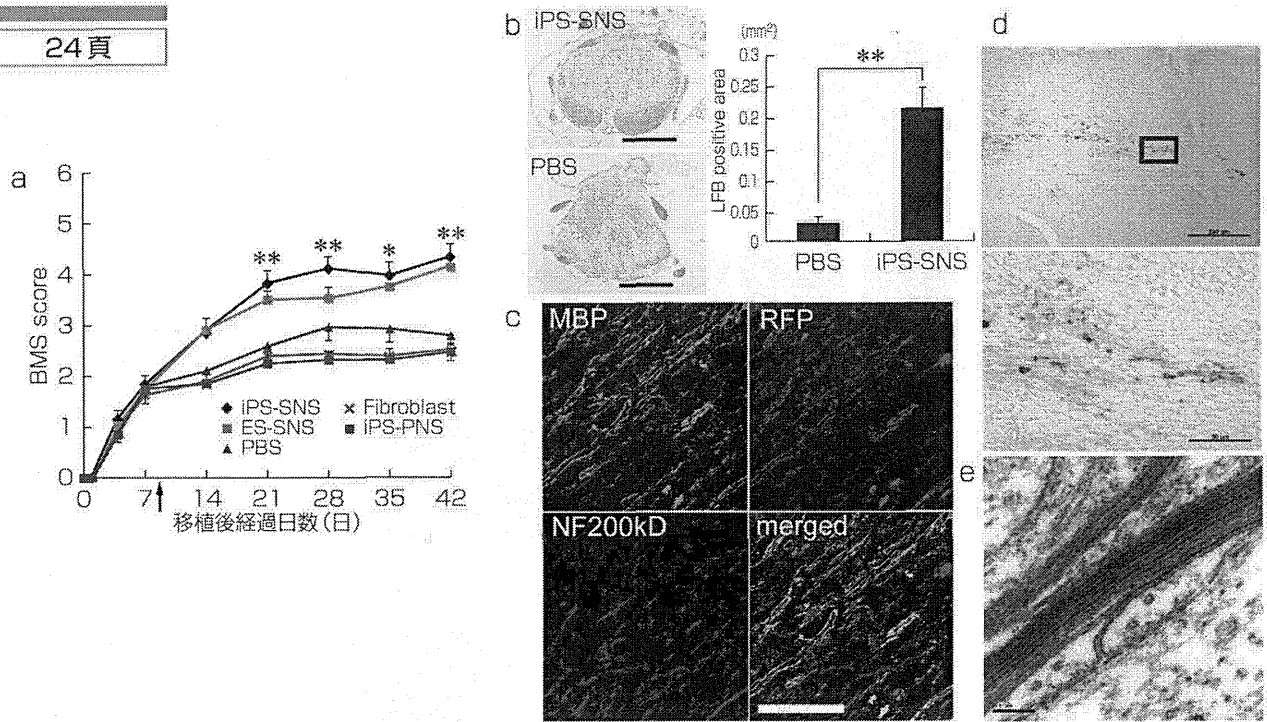 24頁
a
6
5
4
3
2
1
0
BMS score
** ** * **
iPS-SNS
Fibroblast
ES-SNS
iPS-PNS
PBS
0 7 14 21 28 35 42
移植後経過日数(日)
b
iPS-SNS
PBS
(mm²)
0.3
0.25
0.2
0.15
0.1
0.05
0
LFB positive area
**
PBS iPS-SNS
c
MBP
RFP
NF200kD
merged
d
e